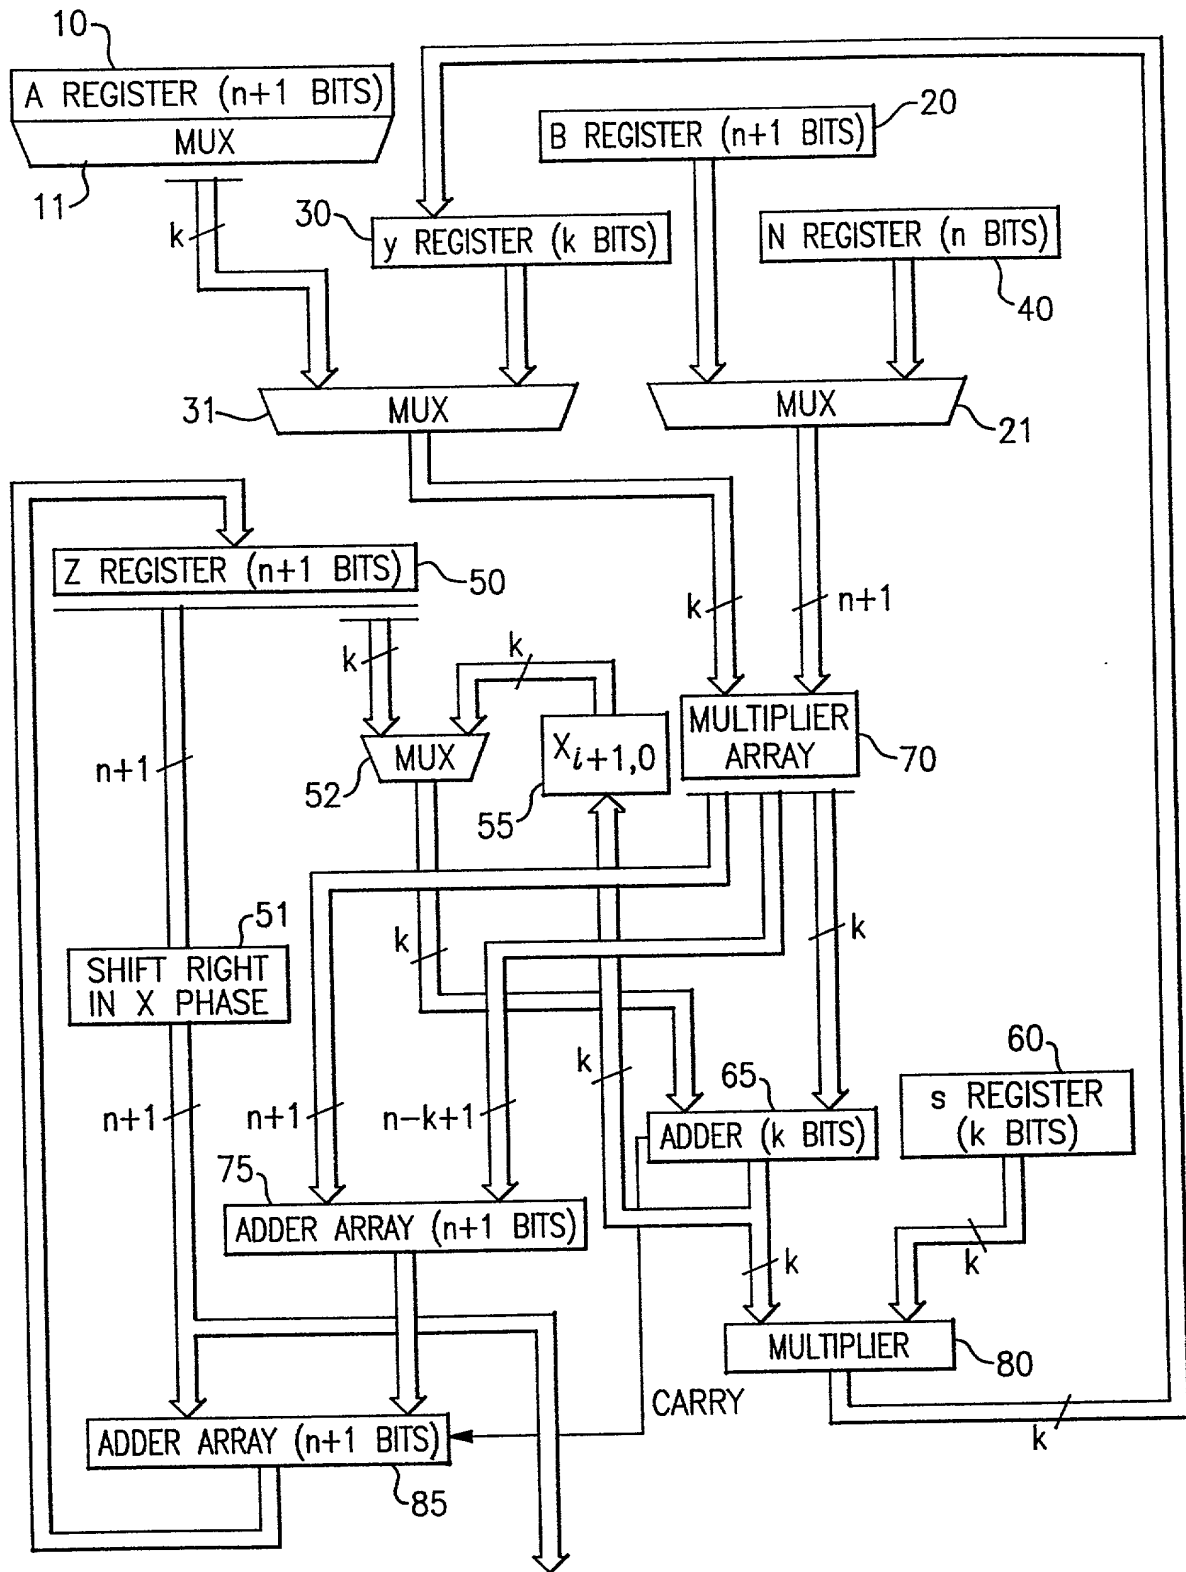 10
A REGISTER (n+1 BITS)
MUX
11
k
20
B REGISTER (n+1 BITS)
30
y REGISTER (k BITS)
N REGISTER (n BITS)
40
31
MUX
MUX
21
Z REGISTER (n+1 BITS)
50
k
n+1
k
k
n+1
MUX
52
X_{i+1,0}
55
MULTIPLIER
ARRAY
70
51
SHIFT RIGHT
IN X PHASE
k
k
n+1
n+1
n-k+1
k
65
ADDER (k BITS)
60
s REGISTER
(k BITS)
75
ADDER ARRAY (n+1 BITS)
k
k
MULTIPLIER
80
CARRY
k
ADDER ARRAY (n+1 BITS)
85